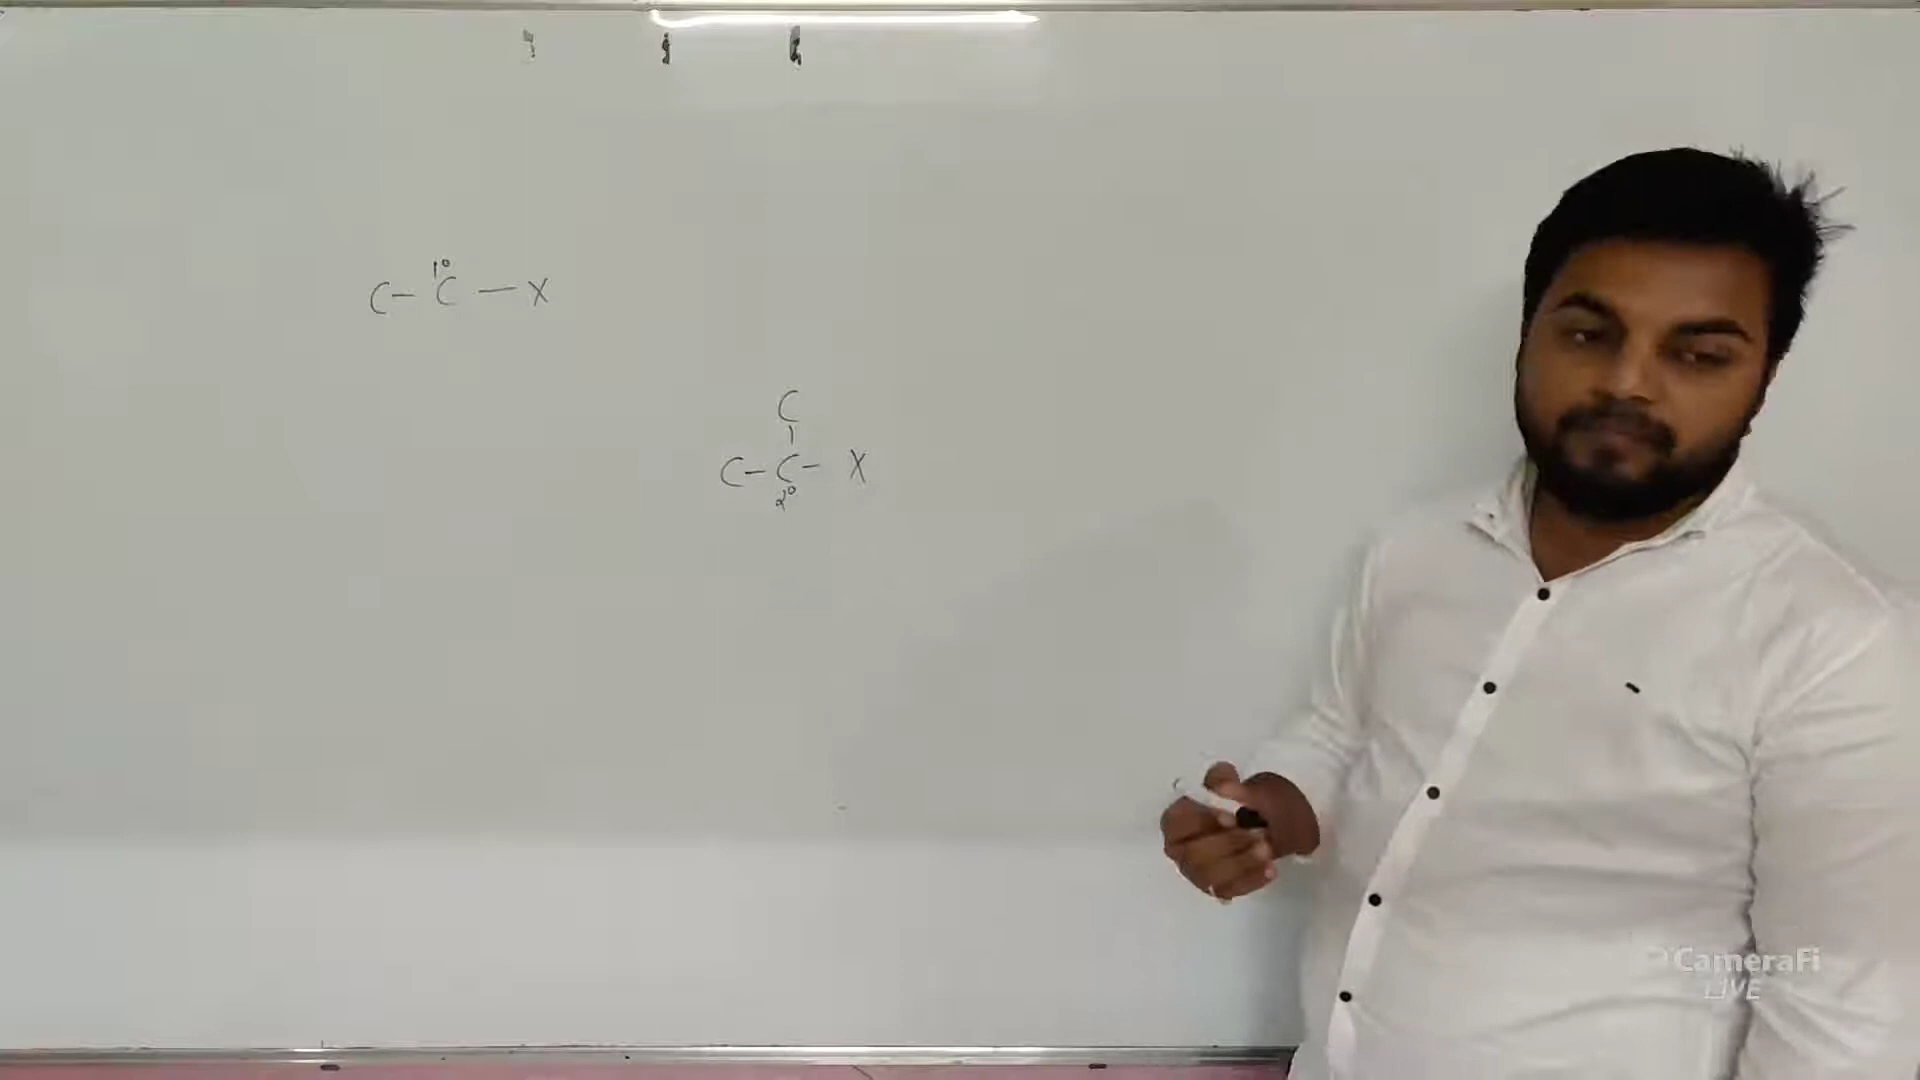 1°
C- C — X
C
|
C-C- X
2°
CameraFi
LIVE